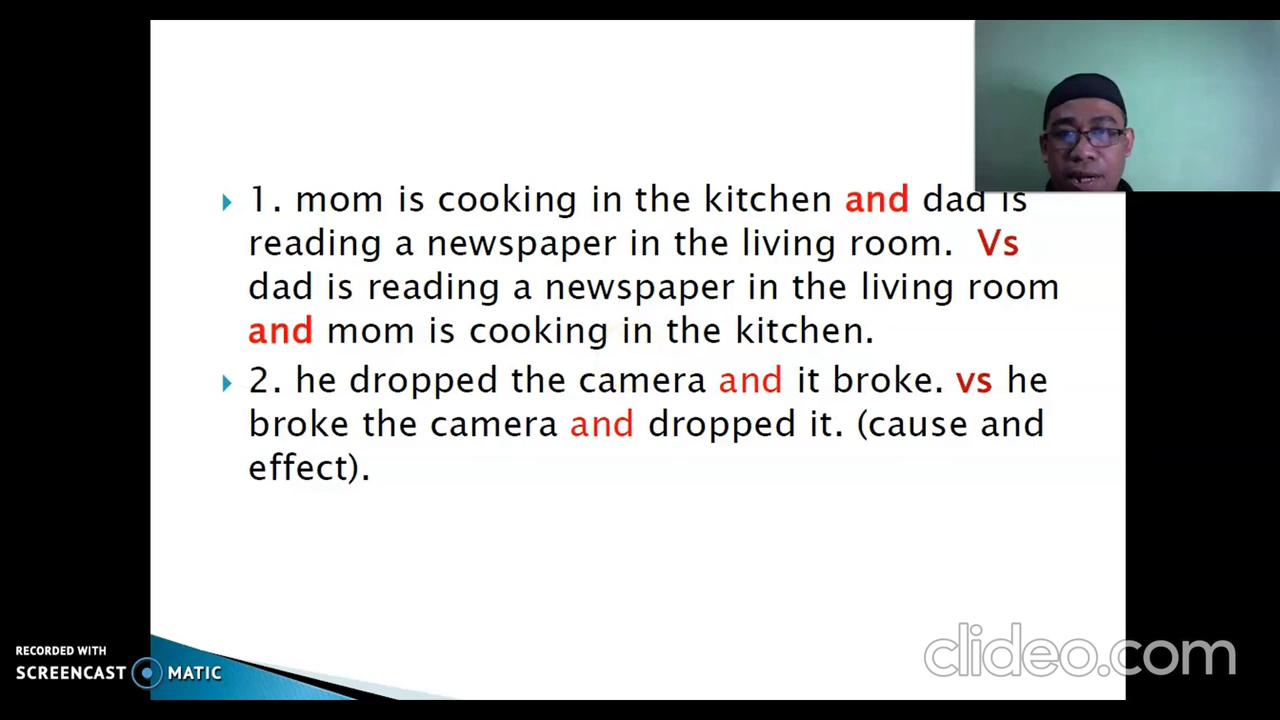 1. mom is cooking in the kitchen and dad is
reading a newspaper in the living room. Vs
dad is reading a newspaper in the living room
and mom is cooking in the kitchen.
2. he dropped the camera and it broke. vs he
broke the camera and dropped it. (cause and
effect).
RECORDED WITH
SCREENCAST MATIC
clideo.com